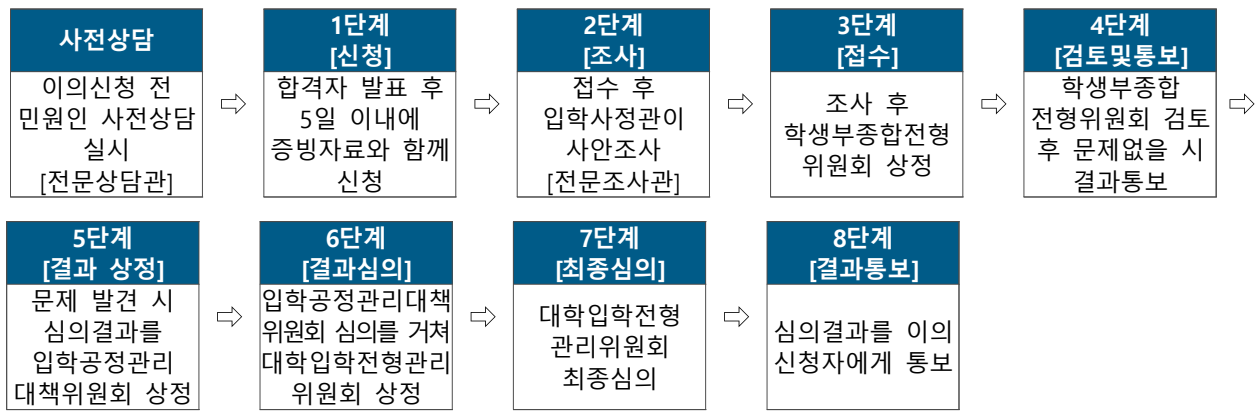 사전상담
이의신청 전
민원인 사전상담
실시
[전문상담관]
1단계
[신청]
합격자 발표 후
5일 이내에
증빙자료와 함께
신청
2단계
[조사]
접수 후
입학사정관이
사안조사
[전문조사관]
3단계
[접수]
조사 후
학생부종합전형
위원회 상정
4단계
[검토및통보]
학생부종합
전형위원회 검토
후 문제없을 시
결과통보
5단계
[결과 상정]
문제 발견 시
심의결과를
입학공정관리
대책위원회 상정
6단계
[결과심의]
입학공정관리대책
위원회 심의를 거쳐
대학입학전형관리
위원회 상정
7단계
[최종심의]
대학입학전형
관리위원회
최종심의
8단계
[결과통보]
심의결과를 이의
신청자에게 통보